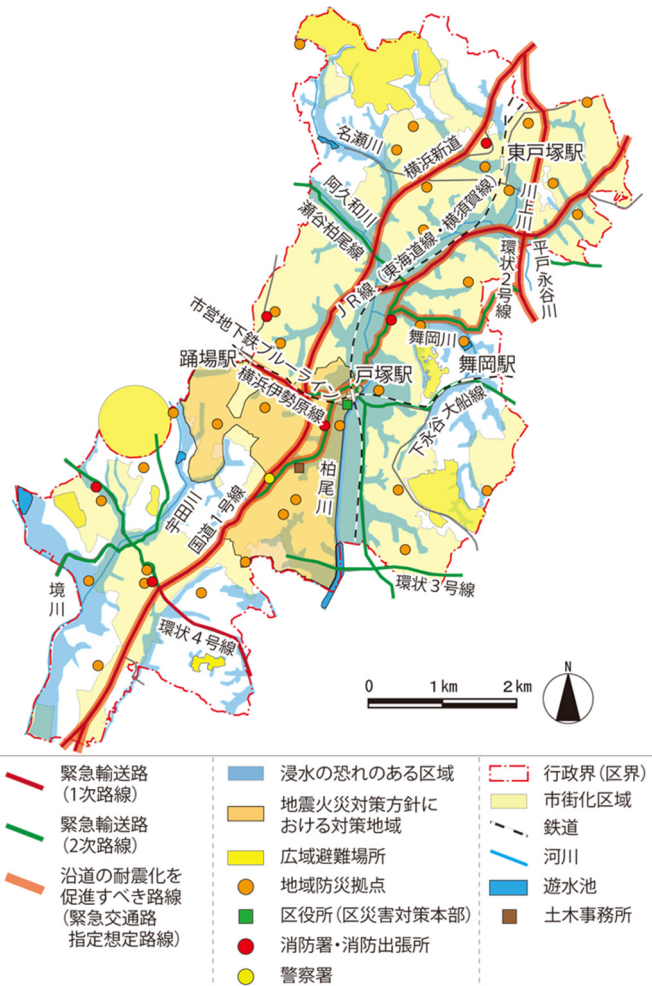 名瀬川
横浜新道
東戸塚駅
阿久和川
瀬谷柏尾線
川上川
JR線（東海道線・横須賀線）
環状2号線
平戸永谷川
市営地下鉄ブルーライン
舞岡川
踊場駅
戸塚駅
舞岡駅
横浜伊勢原線
下永谷大船線
柏尾川
宇田川
国道1号線
境川
環状3号線
環状4号線
0 1km 2km
N
緊急輸送路
（1次路線）
緊急輸送路
（2次路線）
沿道の耐震化を
促進すべき路線
（緊急交通路
指定想定路線）
浸水の恐れのある区域
地震火災対策方針に
おける対策地域
広域避難場所
地域防災拠点
区役所（区災害対策本部）
消防署・消防出張所
警察署
行政界（区界）
市街化区域
鉄道
河川
遊水池
土木事務所